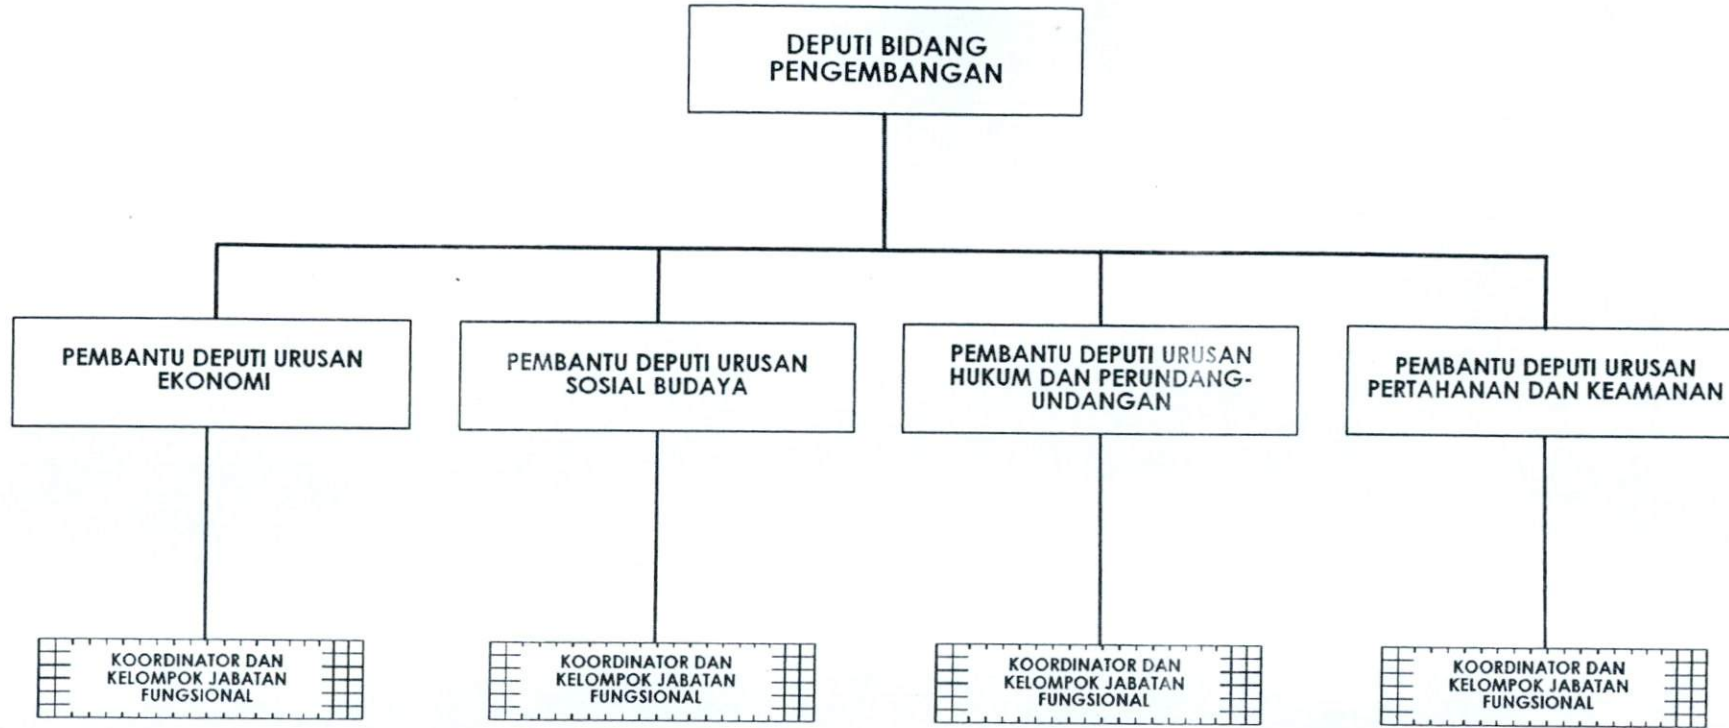 DEPUTI BIDANG
PENGEMBANGAN
PEMBANTU DEPUTI URUSAN
EKONOMI
PEMBANTU DEPUTI URUSAN
SOSIAL BUDAYA
PEMBANTU DEPUTI URUSAN
HUKUM DAN PERUNDANG-
UNDANGAN
PEMBANTU DEPUTI URUSAN
PERTAHANAN DAN KEAMANAN
KOORDINATOR DAN
KELOMPOK JABATAN
FUNGSIONAL
KOORDINATOR DAN
KELOMPOK JABATAN
FUNGSIONAL
KOORDINATOR DAN
KELOMPOK JABATAN
FUNGSIONAL
KOORDINATOR DAN
KELOMPOK JABATAN
FUNGSIONAL